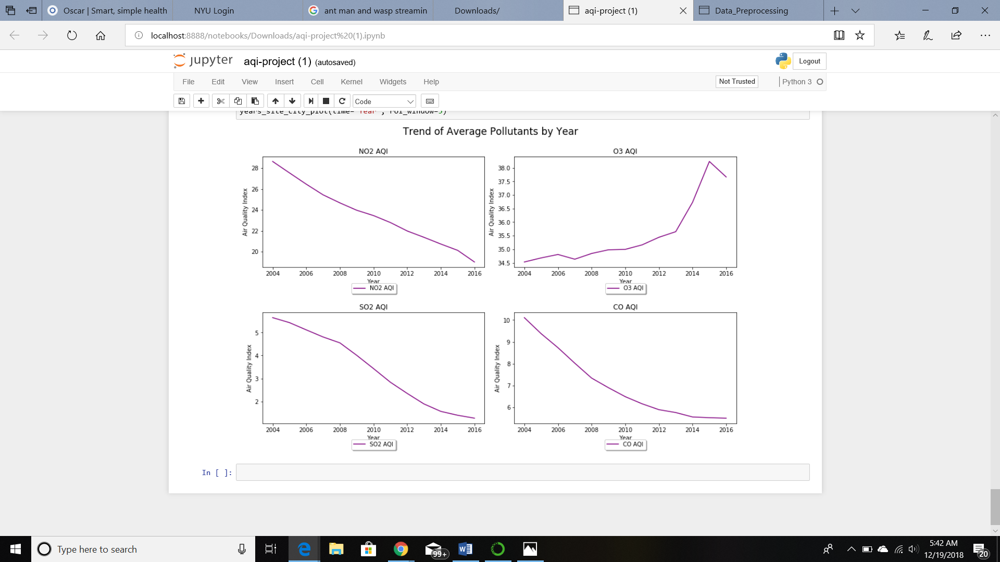 Oscar | Smart, simple health
NYU Login
ant man and wasp streamin
Downloads/
aqi-project (1)
Data_Preprocessing
localhost:8888/notebooks/Downloads/aqi-project%20(1).ipynb
jupyter aqi-project (1) (autosaved)
Logout
File Edit View Insert Cell Kernel Widgets Help
Not Trusted
Python 3
Code
Trend of Average Pollutants by Year
NO2 AQI
28
26
24
22
20
Air Quality Index
2004 2006 2008 2010 2012 2014 2016
Year
NO2 AQI
O3 AQI
38.0
37.5
37.0
36.5
36.0
35.5
35.0
34.5
Air Quality Index
2004 2006 2008 2010 2012 2014 2016
Year
O3 AQI
SO2 AQI
5
4
3
2
Air Quality Index
2004 2006 2008 2010 2012 2014 2016
Year
SO2 AQI
CO AQI
10
9
8
7
6
Air Quality Index
2004 2006 2008 2010 2012 2014 2016
Year
CO AQI
In [ ]:
Type here to search
99+
5:42 AM
12/19/2018
20